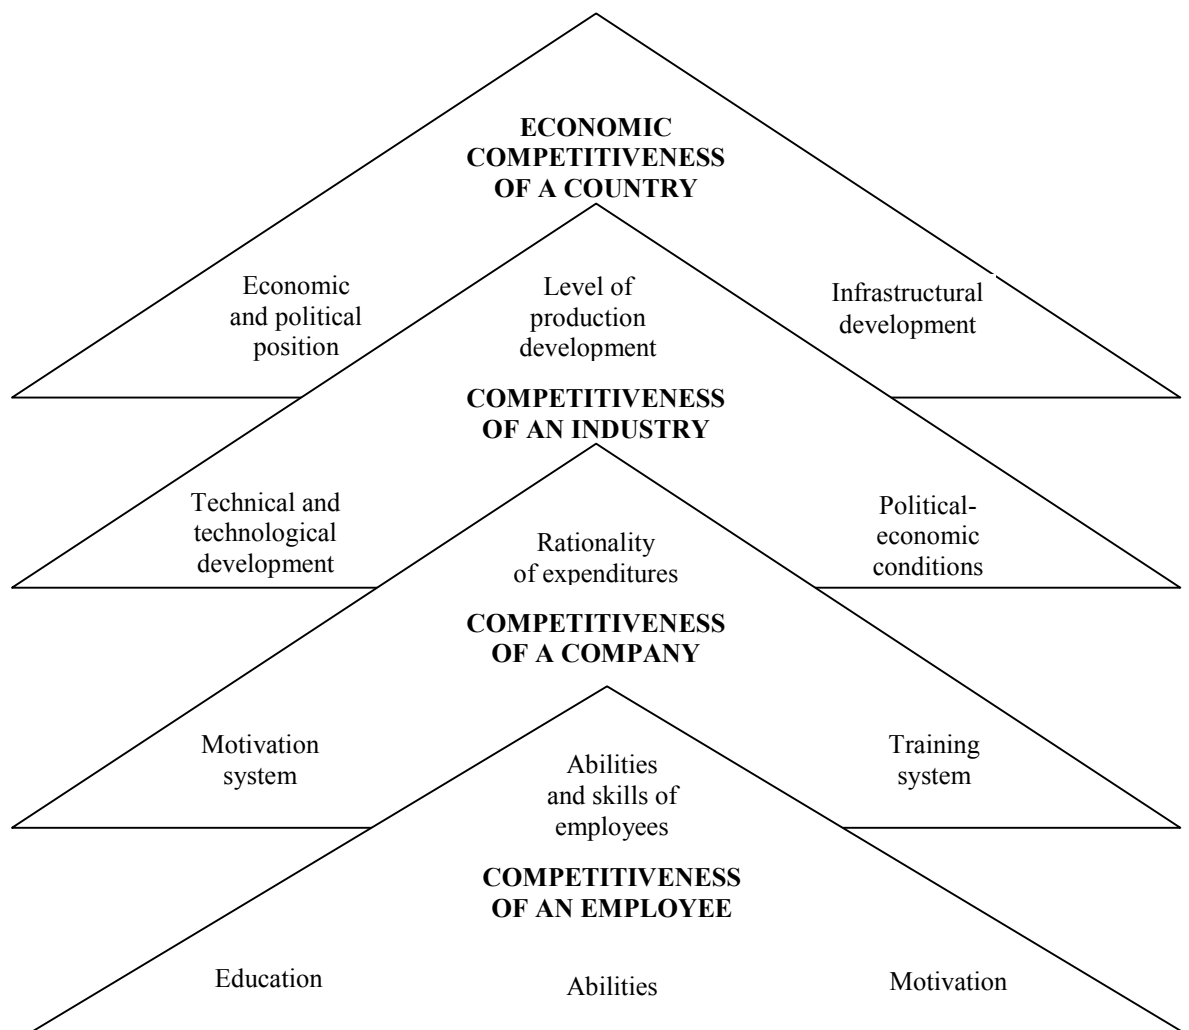 ECONOMIC
COMPETITIVENESS
OF A COUNTRY
Economic
and political
position
Level of
production
development
Infrastructural
development
COMPETITIVENESS
OF AN INDUSTRY
Technical and
technological
development
Rationality
of expenditures
Political-
economic
conditions
COMPETITIVENESS
OF A COMPANY
Motivation
system
Abilities
and skills of
employees
Training
system
COMPETITIVENESS
OF AN EMPLOYEE
Education
Abilities
Motivation